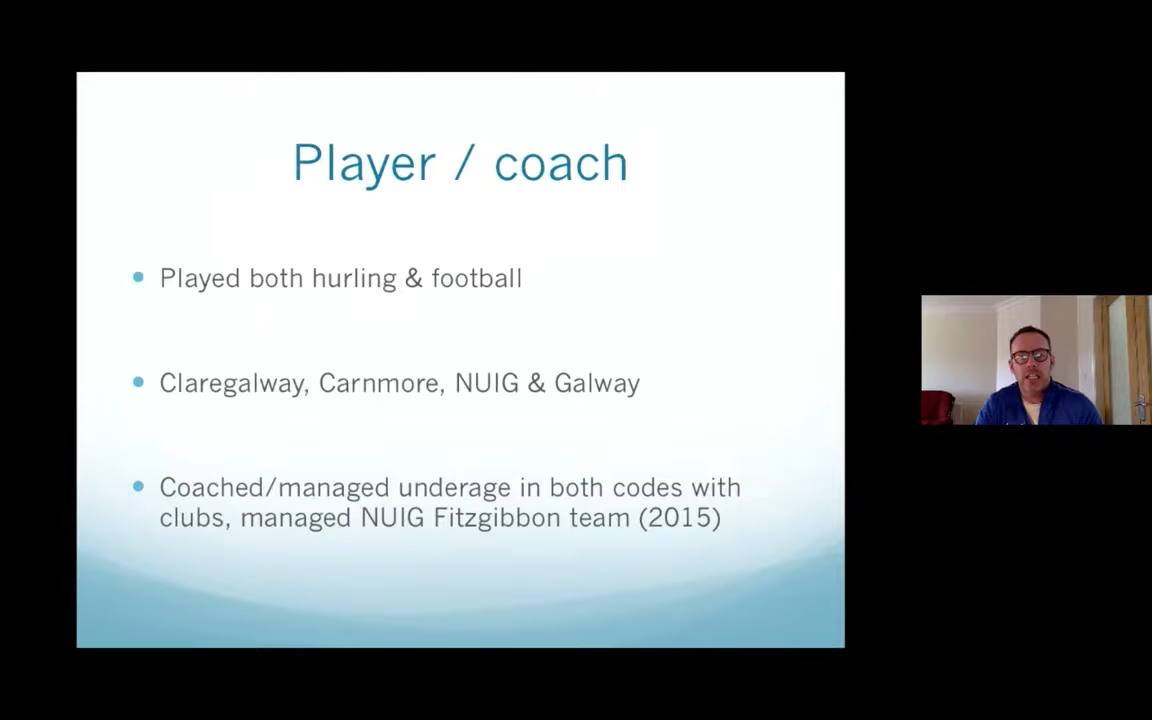 Player / coach
Played both hurling & football
Claregalway, Carnmore, NUIG & Galway
Coached/managed underage in both codes with
clubs, managed NUIG Fitzgibbon team (2015)